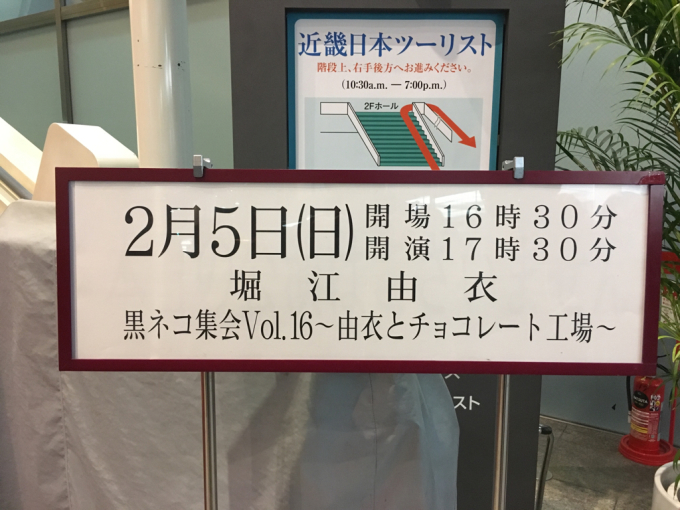 近畿日本ツーリスト
階段上、右手後方へお進みください。
(10:30a.m. — 7:00p.m.)
2Fホール
2月5日(日)
開場16時30分
開演17時30分
堀江由衣
黒ネコ集会Vol.16〜由衣とチョコレート工場〜
ス
スト